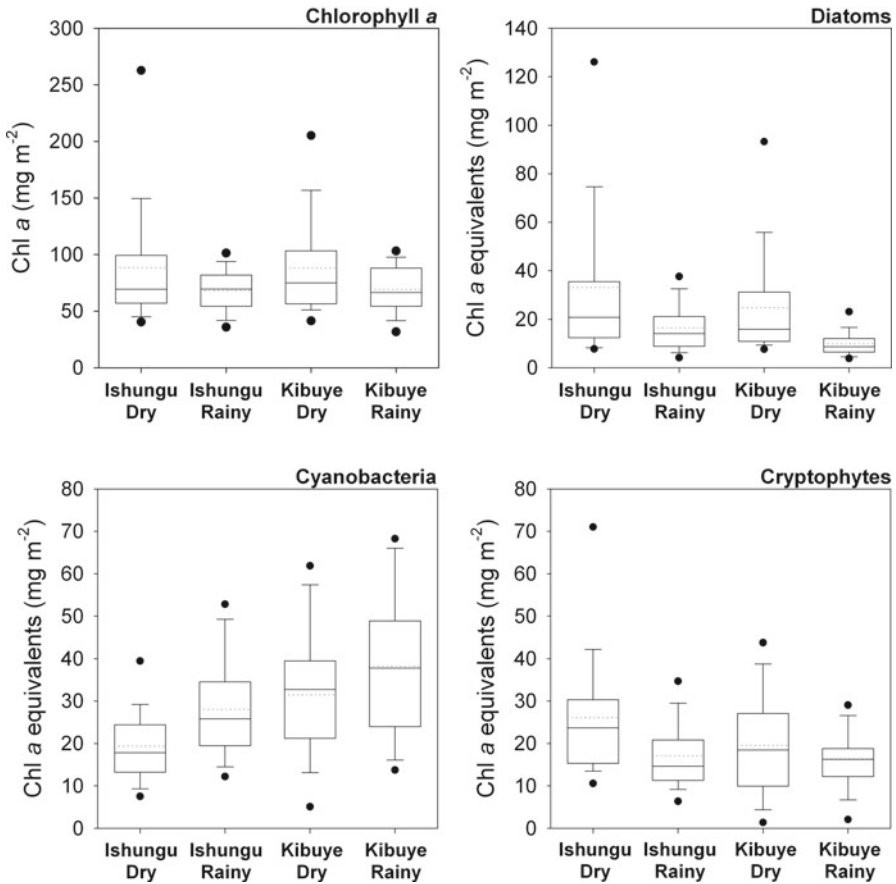 Chlorophyll a
Chl a (mg m-2)
300
250
200
150
100
50
0
Ishungu Dry
Ishungu Rainy
Kibuye Dry
Kibuye Rainy
Diatoms
Chl a equivalents (mg m-2)
140
120
100
80
60
40
20
0
Ishungu Dry
Ishungu Rainy
Kibuye Dry
Kibuye Rainy
Cyanobacteria
Chl a equivalents (mg m-2)
80
70
60
50
40
30
20
10
0
Ishungu Dry
Ishungu Rainy
Kibuye Dry
Kibuye Rainy
Cryptophytes
Chl a equivalents (mg m-2)
80
70
60
50
40
30
20
10
0
Ishungu Dry
Ishungu Rainy
Kibuye Dry
Kibuye Rainy